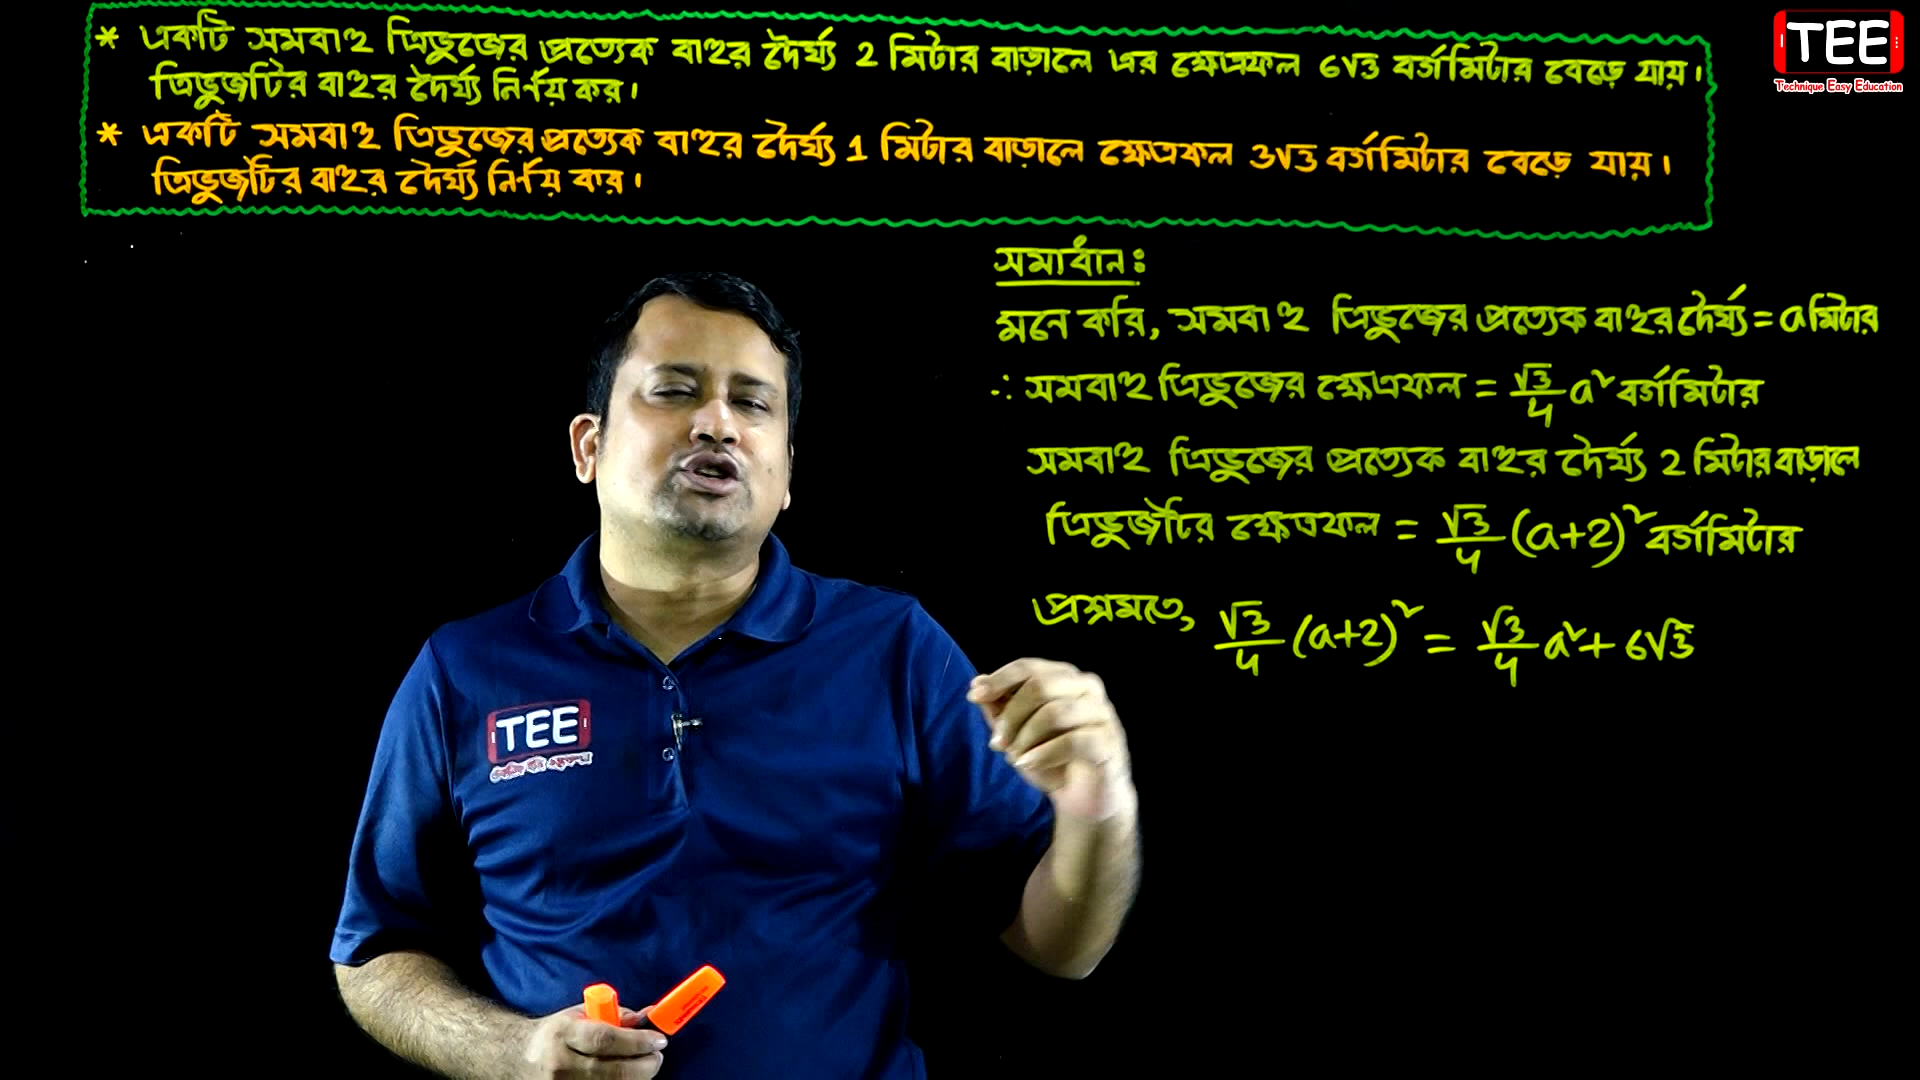 * একটি সমবাহু ত্রিভুজের প্রত্যেক বাহুর দৈর্ঘ্য 2 মিটার বাড়ালে এর ক্ষেত্রফল 6√3 বর্গমিটার বেড়ে যায়।
ত্রিভুজটির বাহুর দৈর্ঘ্য নির্ণয় কর।
* একটি সমবাহু ত্রিভুজের প্রত্যেক বাহুর দৈর্ঘ্য 1 মিটার বাড়ালে ক্ষেত্রফল 3√3 বর্গমিটার বেড়ে যায়।
ত্রিভুজটির বাহুর দৈর্ঘ্য নির্ণয় কর।
TEE
Technique Easy Education
সমাধান:
মনে করি, সমবাহু ত্রিভুজের প্রত্যেক বাহুর দৈর্ঘ্য = a মিটার
∴ সমবাহু ত্রিভুজের ক্ষেত্রফল = √3/4 a² বর্গমিটার
সমবাহু ত্রিভুজের প্রত্যেক বাহুর দৈর্ঘ্য 2 মিটার বাড়ালে
ত্রিভুজটির ক্ষেত্রফল = √3/4 (a+2)² বর্গমিটার
প্রশ্নমতে, √3/4 (a+2)² = √3/4 a² + 6√3
TEE